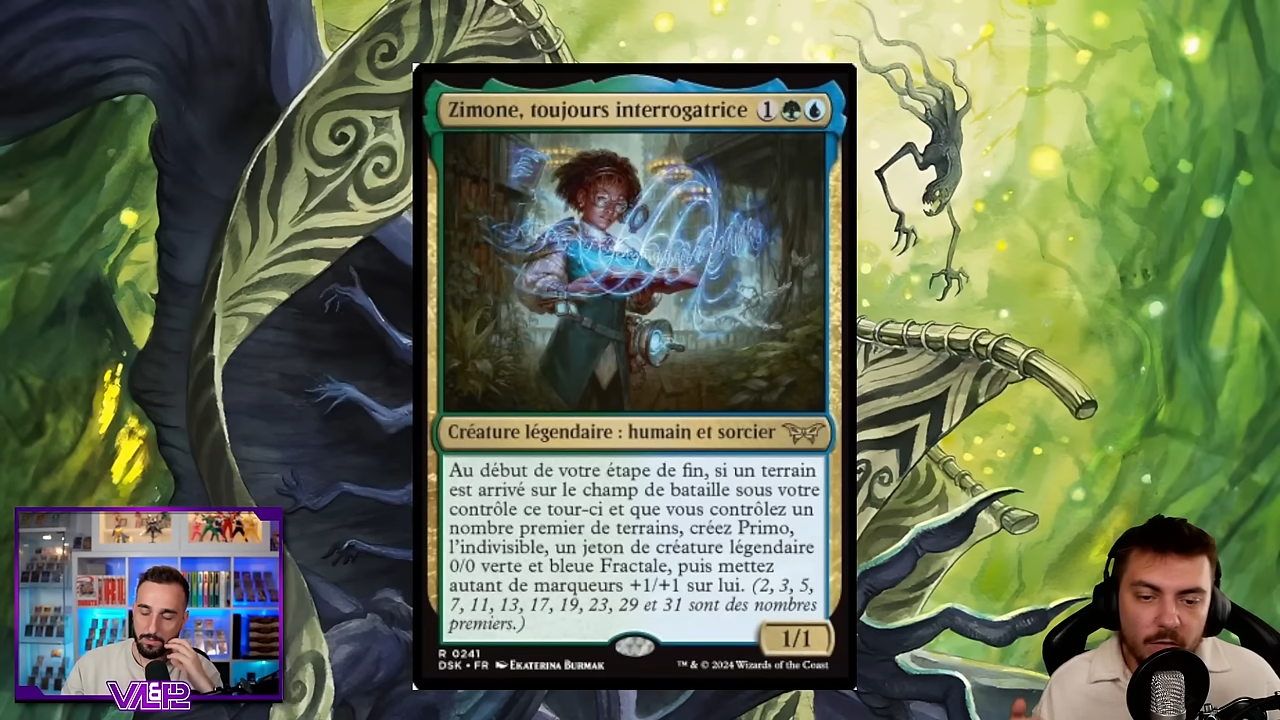 Zimone, toujours interrogatrice 1
Créature légendaire : humain et sorcier
Au début de votre étape de fin, si un terrain
est arrivé sur le champ de bataille sous votre
contrôle ce tour-ci et que vous contrôlez un
nombre premier de terrains, créez Primo,
l'indivisible, un jeton de créature légendaire
0/0 verte et bleue Fractale, puis mettez
autant de marqueurs +1/+1 sur lui. (2, 3, 5,
7, 11, 13, 17, 19, 23, 29 et 31 sont des nombres
premiers.)
1/1
R 0241
DSK • FR Ekaterina Burmak
™ & © 2024 Wizards of the Coast